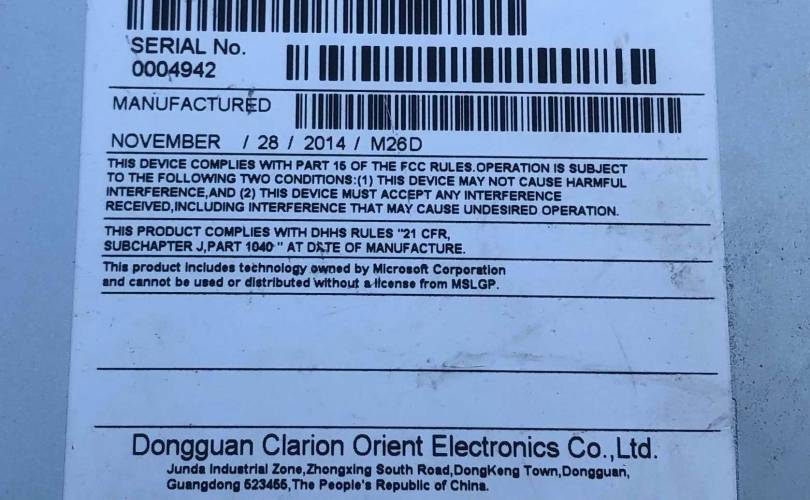 SERIAL No.
0004942
MANUFACTURED
NOVEMBER / 28 / 2014 / M26D
THIS DEVICE COMPLIES WITH PART 15 OF THE FCC RULES.OPERATION IS SUBJECT
TO THE FOLLOWING TWO CONDITIONS:(1) THIS DEVICE MAY NOT CAUSE HARMFUL
INTERFERENCE,AND (2) THIS DEVICE MUST ACCEPT ANY INTERFERENCE
RECEIVED,INCLUDING INTERFERENCE THAT MAY CAUSE UNDESIRED OPERATION.
THIS PRODUCT COMPLIES WITH DHHS RULES "21 CFR,
SUBCHAPTER J,PART 1040 " AT DATE OF MANUFACTURE.
This product includes technology owned by Microsoft Corporation
and cannot be used or distributed without a license from MSLGP.
Dongguan Clarion Orient Electronics Co.,Ltd.
Junda Industrial Zone,Zhongxing South Road,DongKeng Town,Dongguan,
Guangdong 523455,The People's Republic of China.